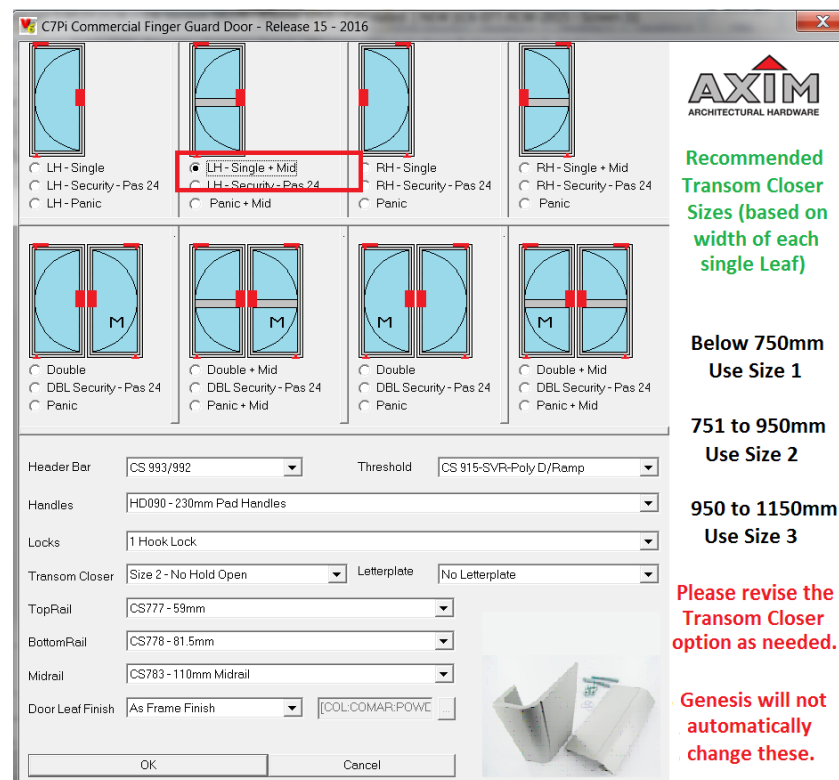 C7Pi Commercial Finger Guard Door - Release 15 - 2016
LH - Single
LH - Security - Pas 24
LH - Panic
LH - Single + Mid
LH - Security - Pas 24
Panic + Mid
RH - Single
RH - Security - Pas 24
Panic
RH - Single + Mid
RH - Security - Pas 24
Panic
M
Double
DBL Security - Pas 24
Panic
M
Double + Mid
DBL Security - Pas 24
Panic + Mid
M
Double
DBL Security - Pas 24
Panic
M
Double + Mid
DBL Security - Pas 24
Panic + Mid
Header Bar CS 993/992 Threshold CS 915-SVR-Poly D/Ramp
Handles HD090 - 230mm Pad Handles
Locks 1 Hook Lock
Transom Closer Size 2 - No Hold Open Letterplate No Letterplate
TopRail CS777 - 59mm
BottomRail CS778 - 81.5mm
Midrail CS783 - 110mm Midrail
Door Leaf Finish As Frame Finish [COL:COMAR:POWD ...
OK Cancel
AXIM
ARCHITECTURAL HARDWARE
Recommended
Transom Closer
Sizes (based on
width of each
single Leaf)
Below 750mm
Use Size 1
751 to 950mm
Use Size 2
950 to 1150mm
Use Size 3
Please revise the
Transom Closer
option as needed.
Genesis will not
automatically
change these.